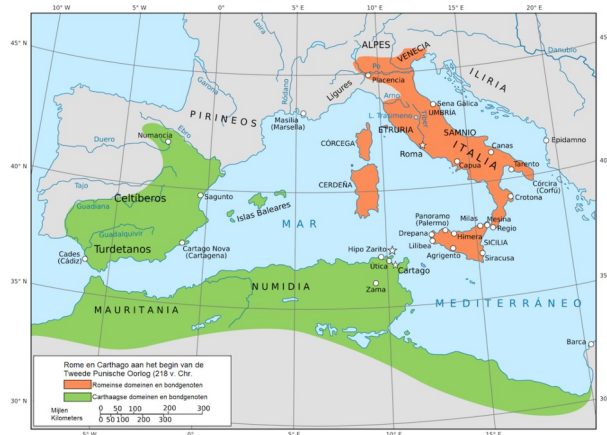 5° W
0°
5° E
10°E
15°E
20°E
45° N
40° N
35° N
30° N
45
40
35
30
ALPES
VENECIA
Po
Placencia
Loira
Garona
Ródano
Danubio
ILIRIA
Ligures
PIRINEOS
Masilia
(Marsella)
Arno
L. Trasimeno
Tíber
ETRURIA
Sena Gálica
UMBRÍA
SAMNIO
ITALIA
Roma
Capua
Canas
Tarento
Epidamno
Córcira
(Corfú)
Crotona
CÓRCEGA
CERDEÑA
Duero
Numancia
Ebro
Tajo
Celtíberos
Guadiana
Sagunto
Islas Baleares
Guadalquivir
Turdetanos
Cades
(Cádiz)
Cartago Nova
(Cartagena)
MAR
MEDITERRÁNEO
Panoramo
(Palermo)
Milas
Mesina
Regio
Drepana
Himera
Lilibea
SICILIA
Agrigento
Siracusa
Hipo Zarito
Útica
Cartago
Zama
NUMIDIA
MAURITANIA
Barca
Rome en Carthago aan het begin van de
Tweede Punische Oorlog (218 v. Chr.
Romeinse domeinen en bondgenoten
Carthaagse domeinen en bondgenoten
Mijlen
0 50 100 200 300
Kilometers
0 50 100 200 300
5°W
0°
5° E
10° E
15° E